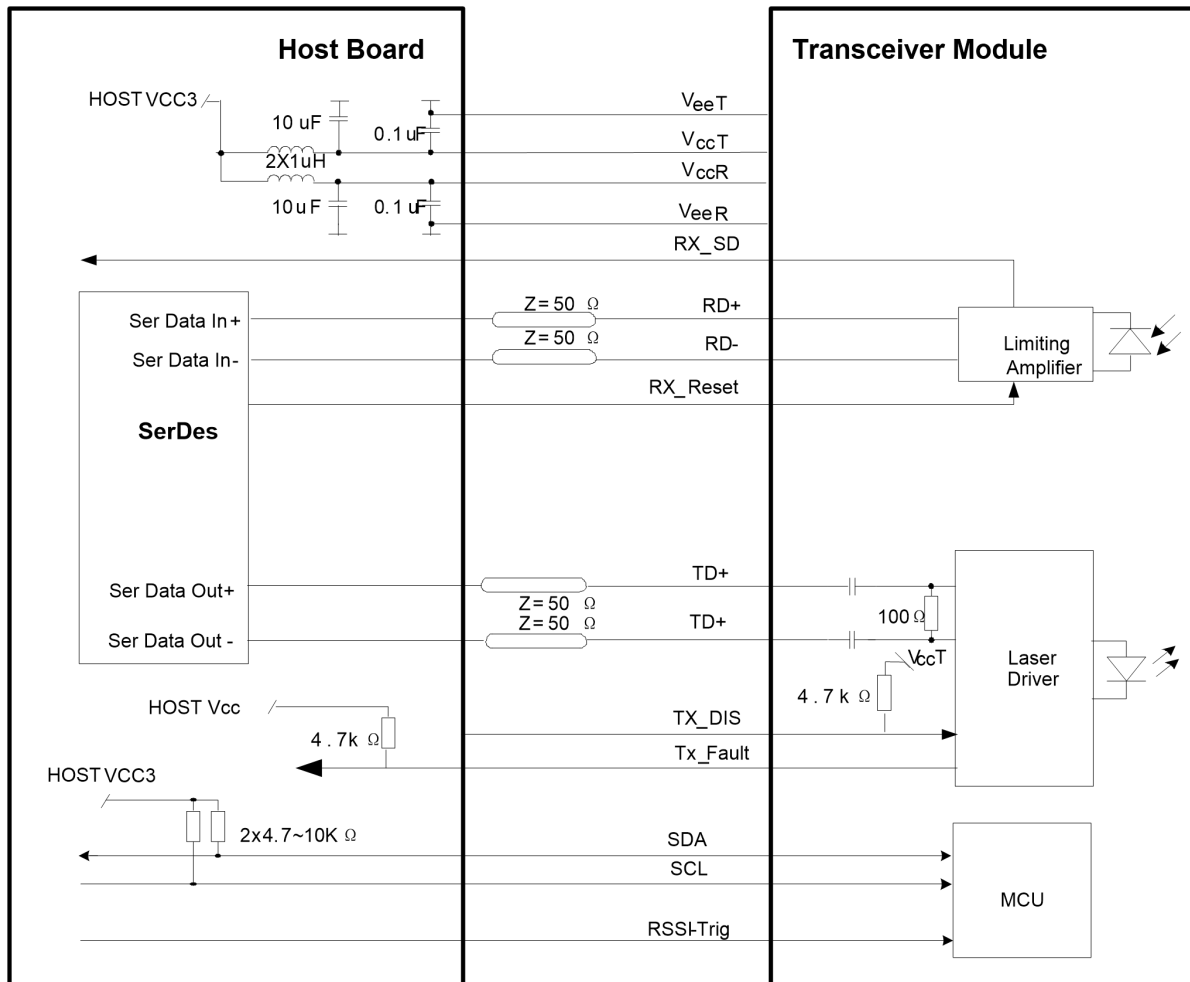 Host Board
Transceiver Module
HOST VCC3
10 uF
0.1 uF
VeeT
VccT
2X1uH
VccR
10uF
0.1 uF
VeeR
RX_SD
Ser Data In+
Z=50 Ω
RD+
Ser Data In-
Z=50 Ω
RD-
Limiting
Amplifier
RX_Reset
SerDes
Ser Data Out+
TD+
Z=50 Ω
Z=50 Ω
100Ω
Ser Data Out -
TD+
VccT
Laser
Driver
4.7k Ω
HOST Vcc
TX_DIS
4.7k Ω
Tx_Fault
HOST VCC3
2x4.7~10K Ω
SDA
SCL
MCU
RSSI-Trig